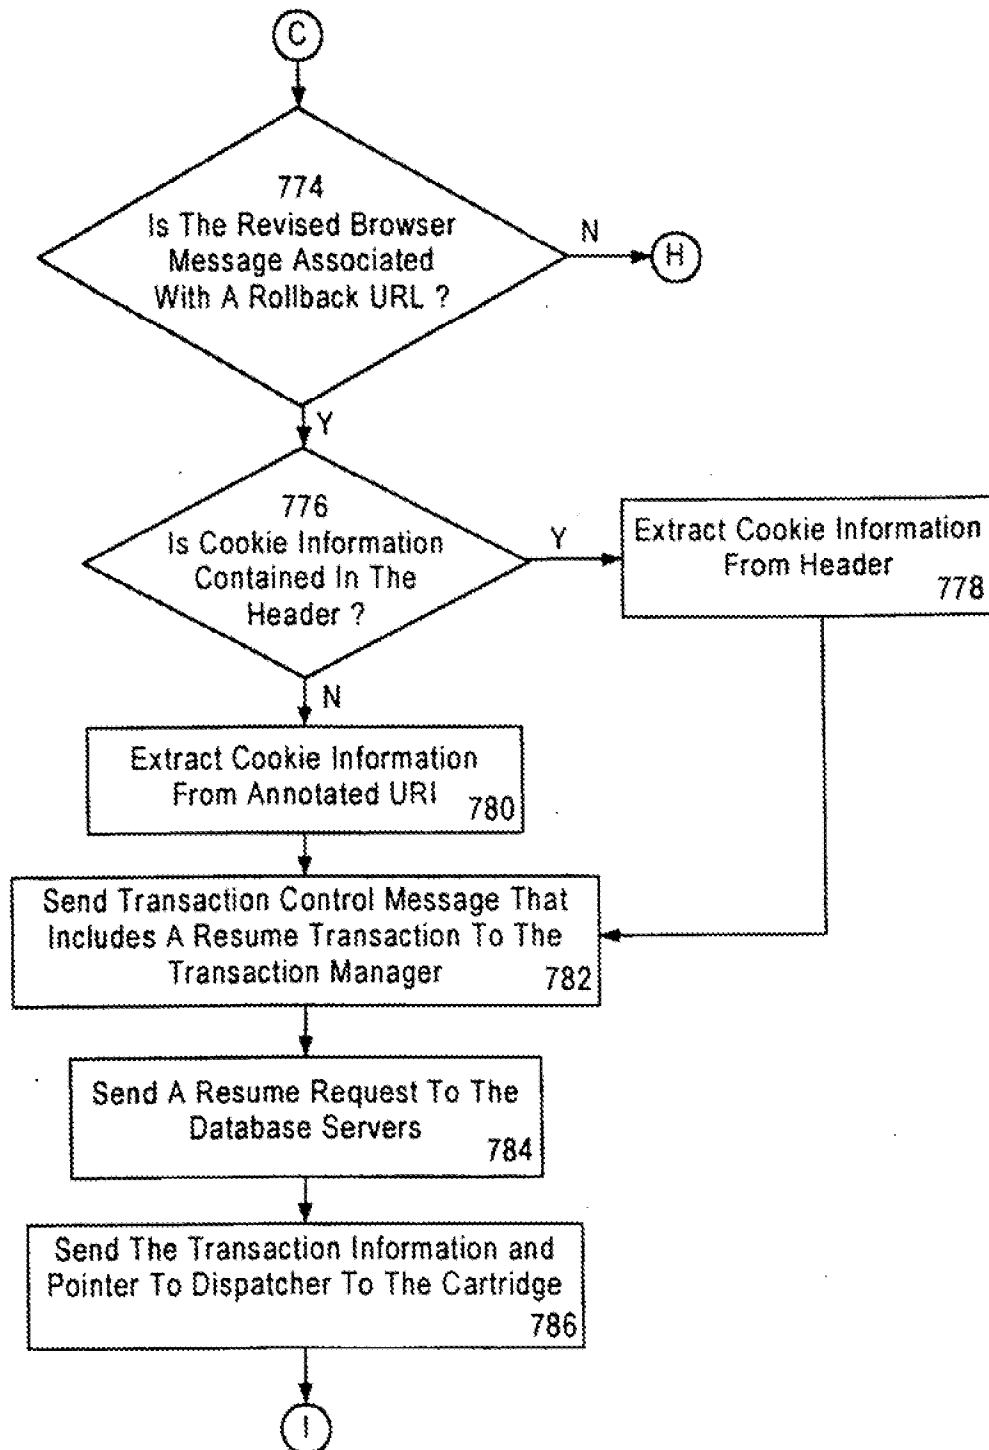 C
774
Is The Revised Browser
Message Associated
With A Rollback URL ?
N
H
Y
776
Is Cookie Information
Contained In The
Header ?
Y
Extract Cookie Information
From Header
778
N
Extract Cookie Information
From Annotated URI
780
Send Transaction Control Message That
Includes A Resume Transaction To The
Transaction Manager
782
Send A Resume Request To The
Database Servers
784
Send The Transaction Information and
Pointer To Dispatcher To The Cartridge
786
I